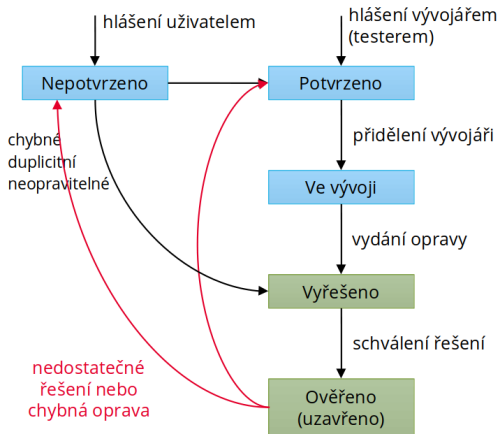 hlášení uživatelem
hlášení vývojářem
(testerem)
Nepotvrzeno
Potvrzeno
chybné
duplicitní
neopravitelné
přidělení vývojáři
Ve vývoji
vydání opravy
Vyřešeno
schválení řešení
nedostatečné
řešení nebo
chybná oprava
Ověřeno
(uzavřeno)